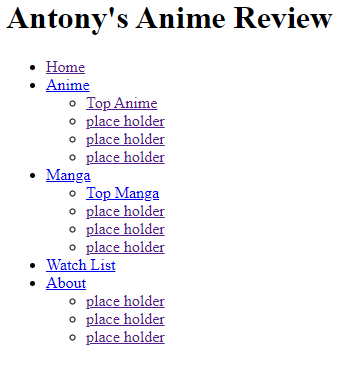 Antony's Anime Review
Home
Anime
Top Anime
place holder
place holder
place holder
Manga
Top Manga
place holder
place holder
place holder
Watch List
About
place holder
place holder
place holder